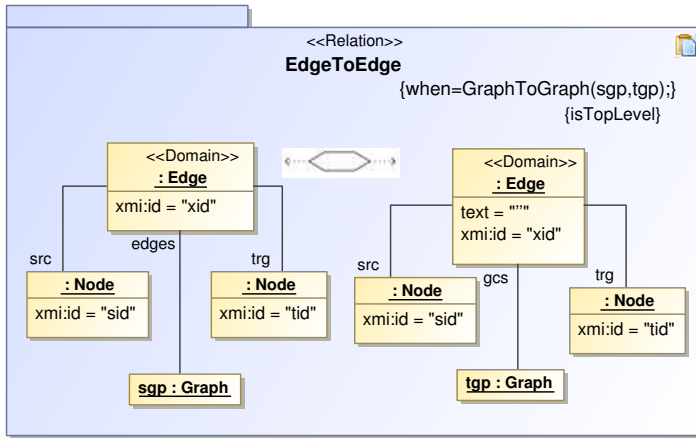 <<Relation>>
EdgeToEdge
{when=GraphToGraph(sgp,tgp);}
{isTopLevel}
<<Domain>>
: Edge
xmi:id = "xid"
src
edges
trg
: Node
xmi:id = "sid"
: Node
xmi:id = "tid"
sgp : Graph
<<Domain>>
: Edge
text = """
xmi:id = "xid"
src
gcs
trg
: Node
xmi:id = "sid"
: Node
xmi:id = "tid"
tgp : Graph